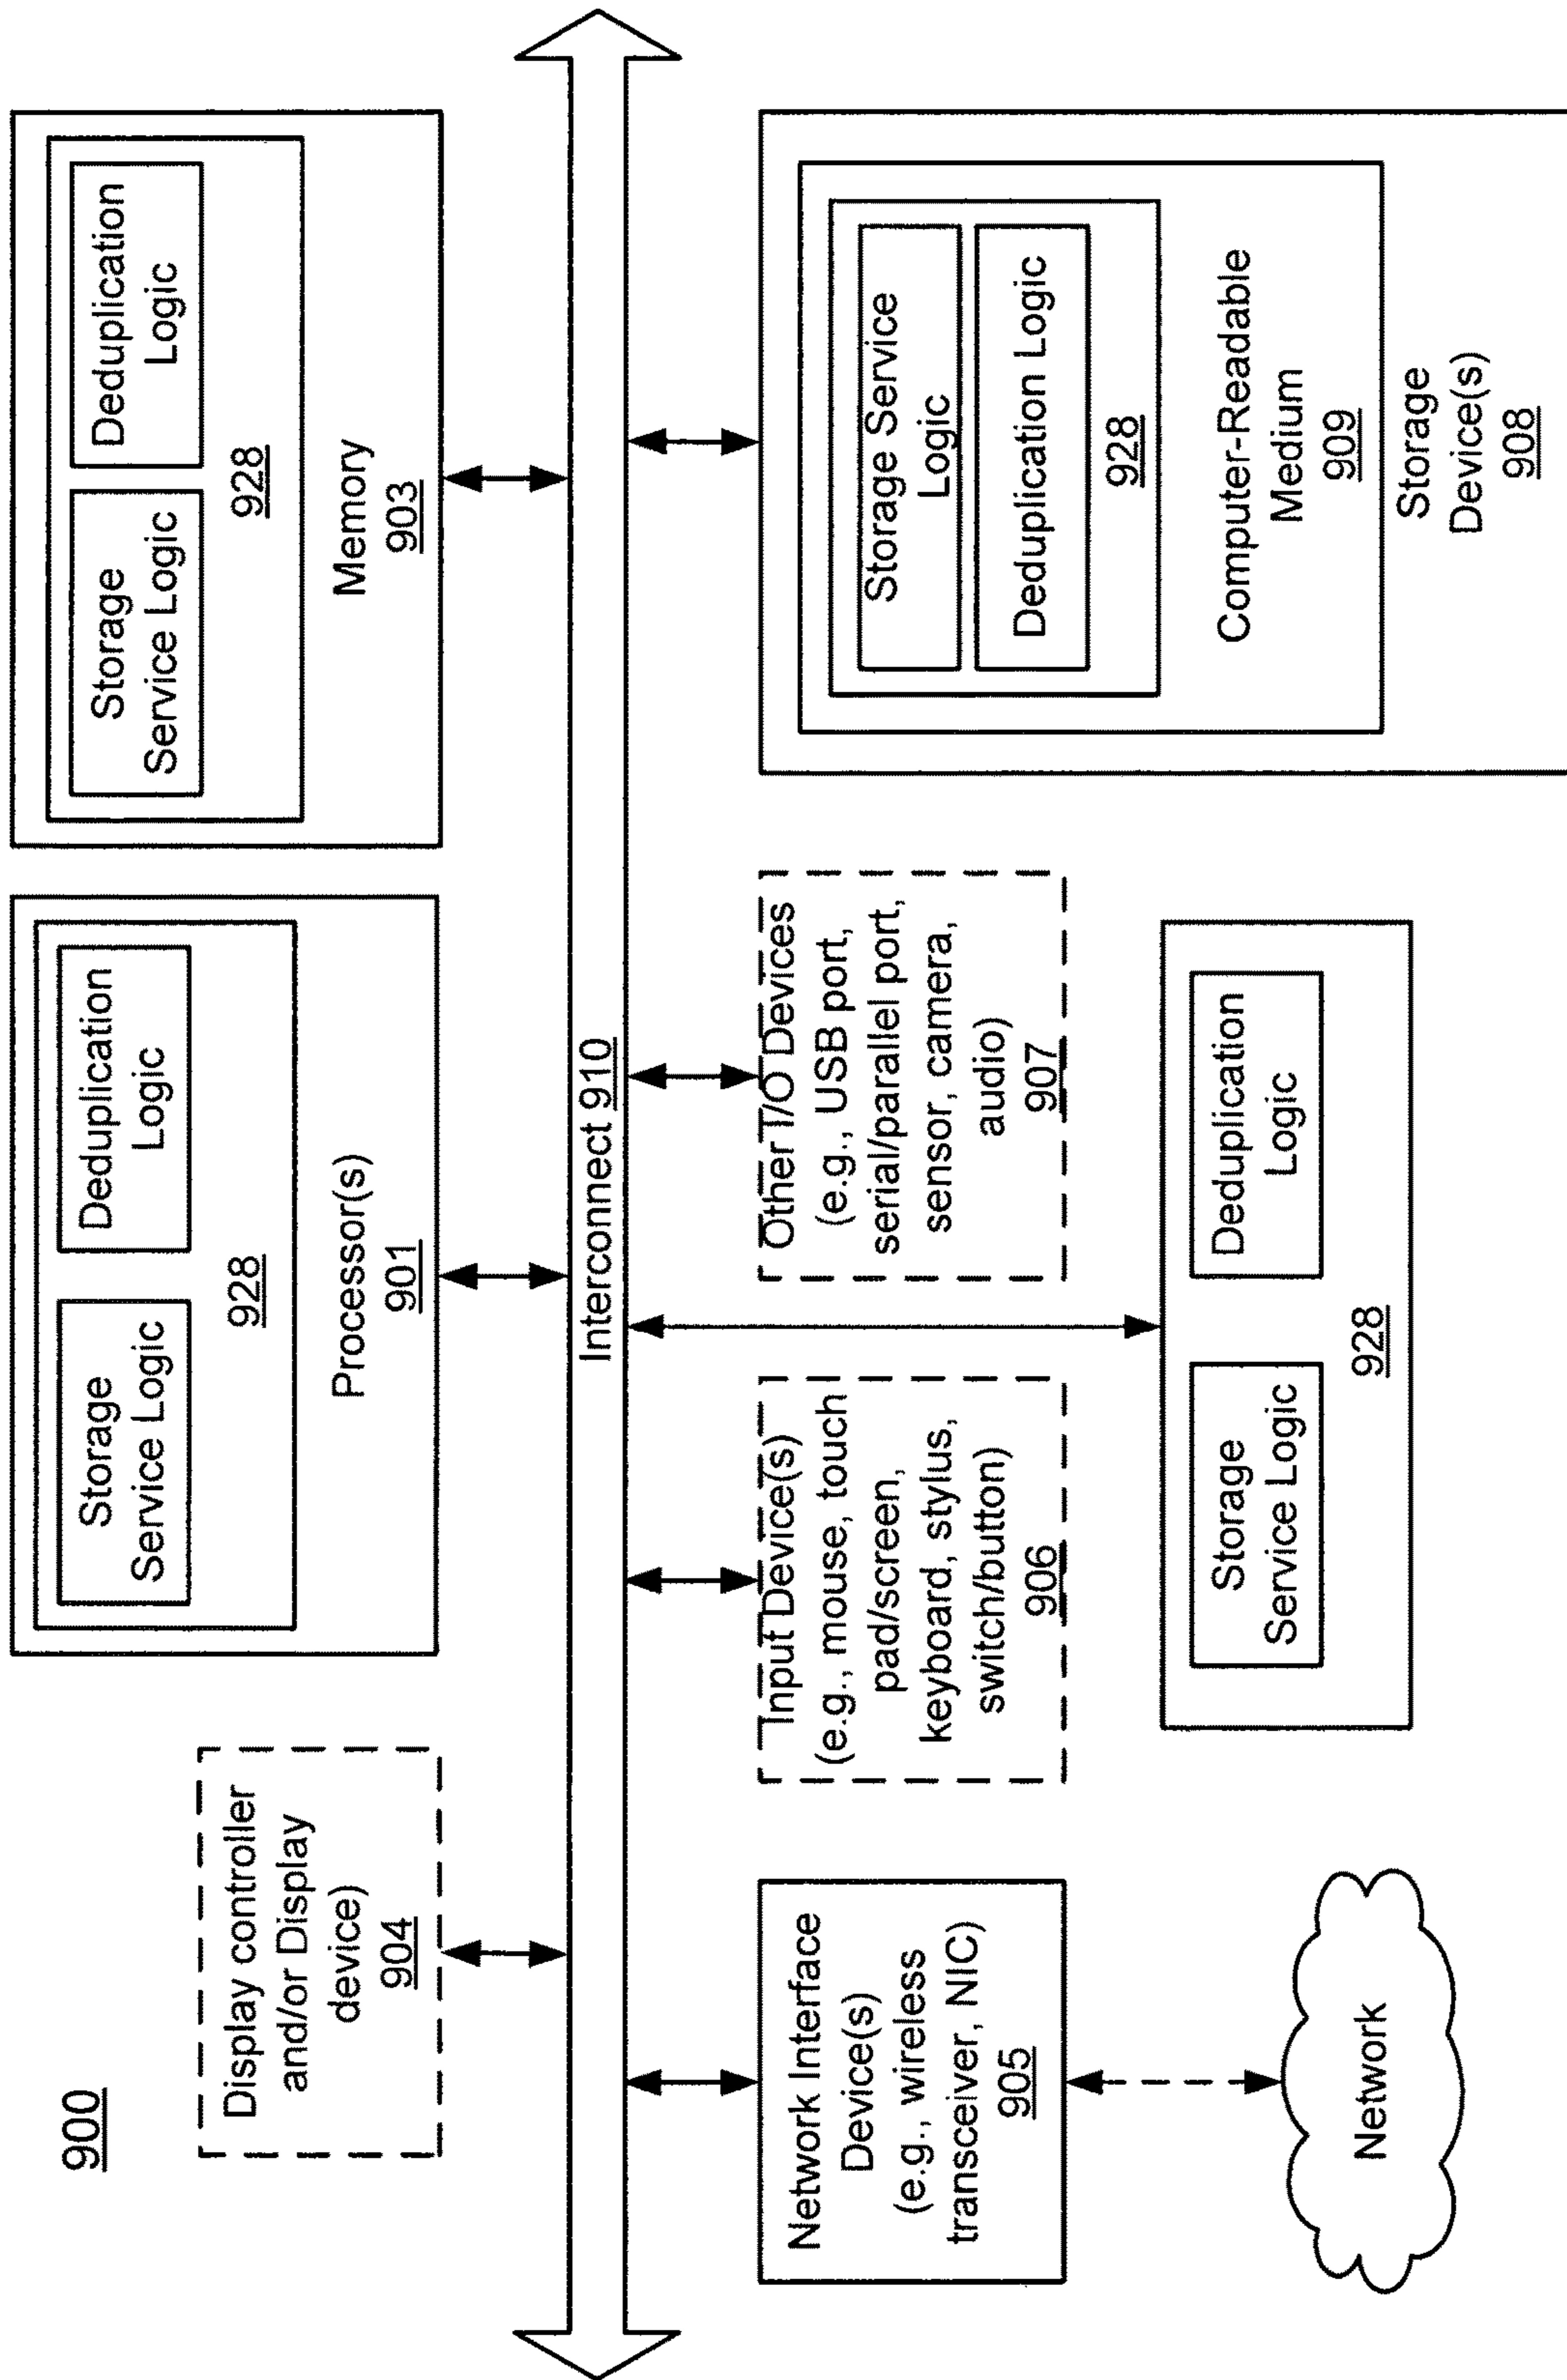 900
Display controller
and/or Display
device)
904
Storage
Service Logic
Deduplication
Logic
928
Processor(s)
901
Storage
Service Logic
Deduplication
Logic
928
Memory
903
Interconnect 910
Network Interface
Device(s)
(e.g., wireless
transceiver, NIC)
905
Network
Input Device(s)
(e.g., mouse, touch
pad/screen,
keyboard, stylus,
switch/button)
906
Other I/O Devices
(e.g., USB port,
serial/parallel port,
sensor, camera,
audio)
907
Storage
Service Logic
Deduplication
Logic
928
Storage Service
Logic
Deduplication Logic
928
Computer-Readable
Medium
909
Storage
Device(s)
908